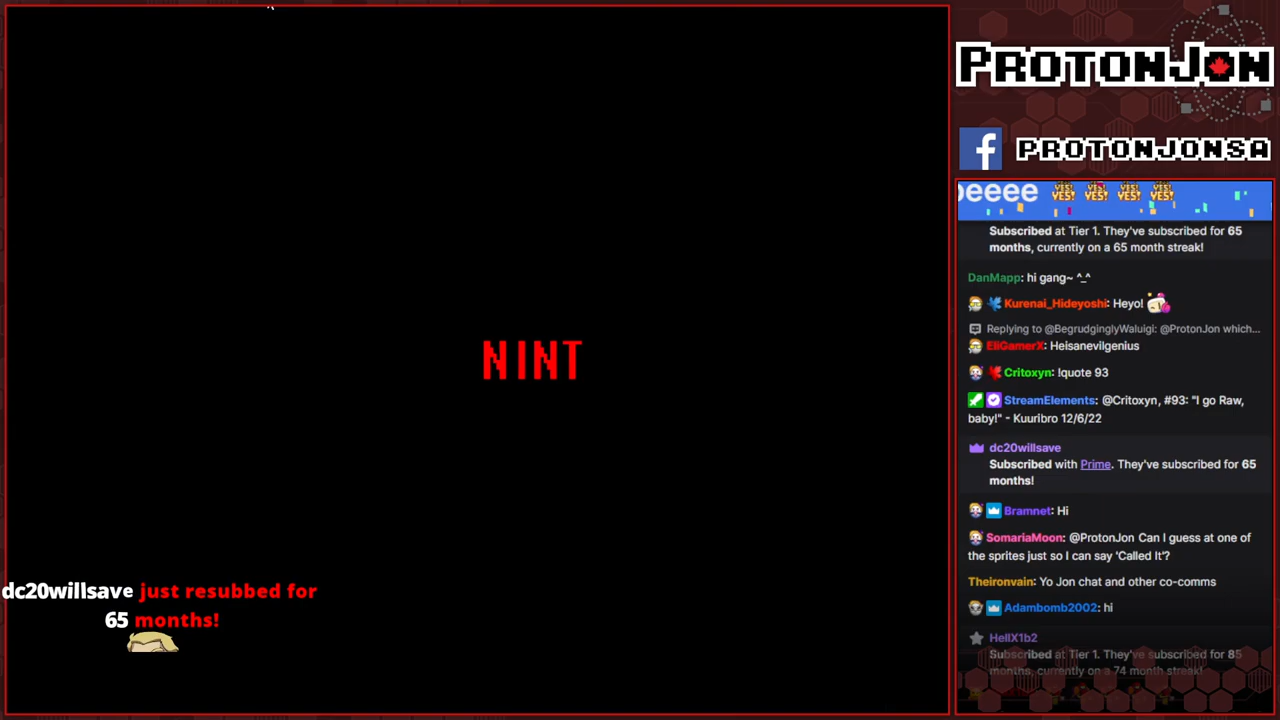 NINT
dc20willsave just resubbed for
65 months!
PROTONJON
PROTONJONSA
oeeee YES! YES! YES! YES!
Subscribed at Tier 1. They've subscribed for 65
months, currently on a 65 month streak!
DanMapp: hi gang~ ^_^
Kurenai_Hideyoshi: Heyo!
Replying to @BegrudginglyWaluigi: @ProtonJon which...
EliGamerX: Heisanevilgenius
Critoxyn: !quote 93
StreamElements: @Critoxyn, #93: "I go Raw,
baby!" - Kuuribro 12/6/22
dc20willsave
Subscribed with Prime. They've subscribed for 65
months!
Bramnet: Hi
SomariaMoon: @ProtonJon Can I guess at one of
the sprites just so I can say 'Called It'?
Theironvain: Yo Jon chat and other co-comms
Adambomb2002: hi
HellX1b2
Subscribed at Tier 1. They've subscribed for 85
months, currently on a 74 month streak!